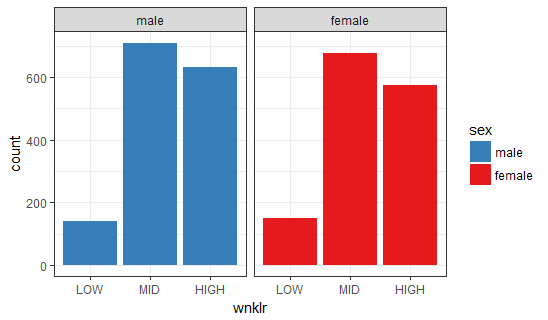 male female
600
400
200
0
count
LOW MID HIGH LOW MID HIGH
wnklr
sex
male
female